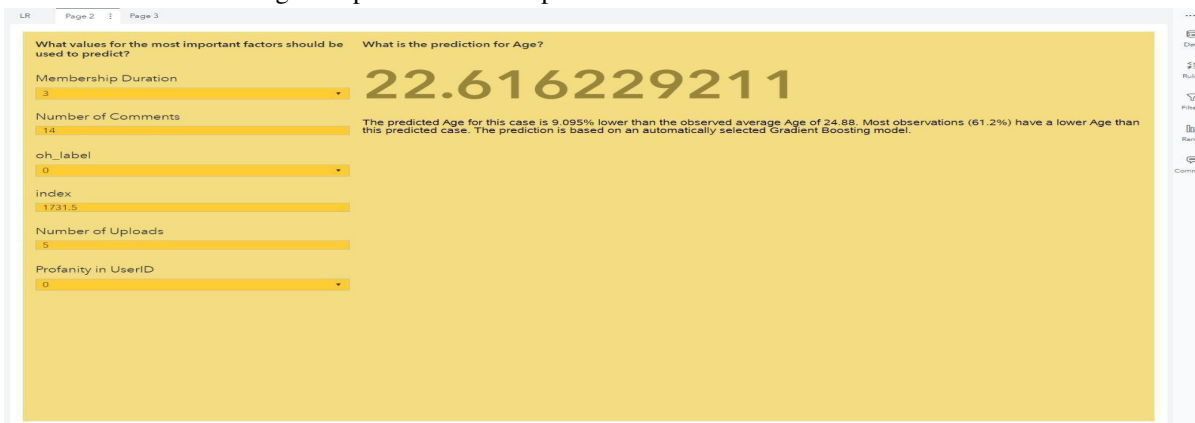 LR Page 2 Page 3
What values for the most important factors should be
used to predict?
Membership Duration
3
Number of Comments
14
oh_label
0
index
1731.5
Number of Uploads
5
Profanity in UserID
0
What is the prediction for Age?
22.616229211
The predicted Age for this case is 9.095% lower than the observed average Age of 24.88. Most observations (61.2%) have a lower Age than
this predicted case. The prediction is based on an automatically selected Gradient Boosting model.